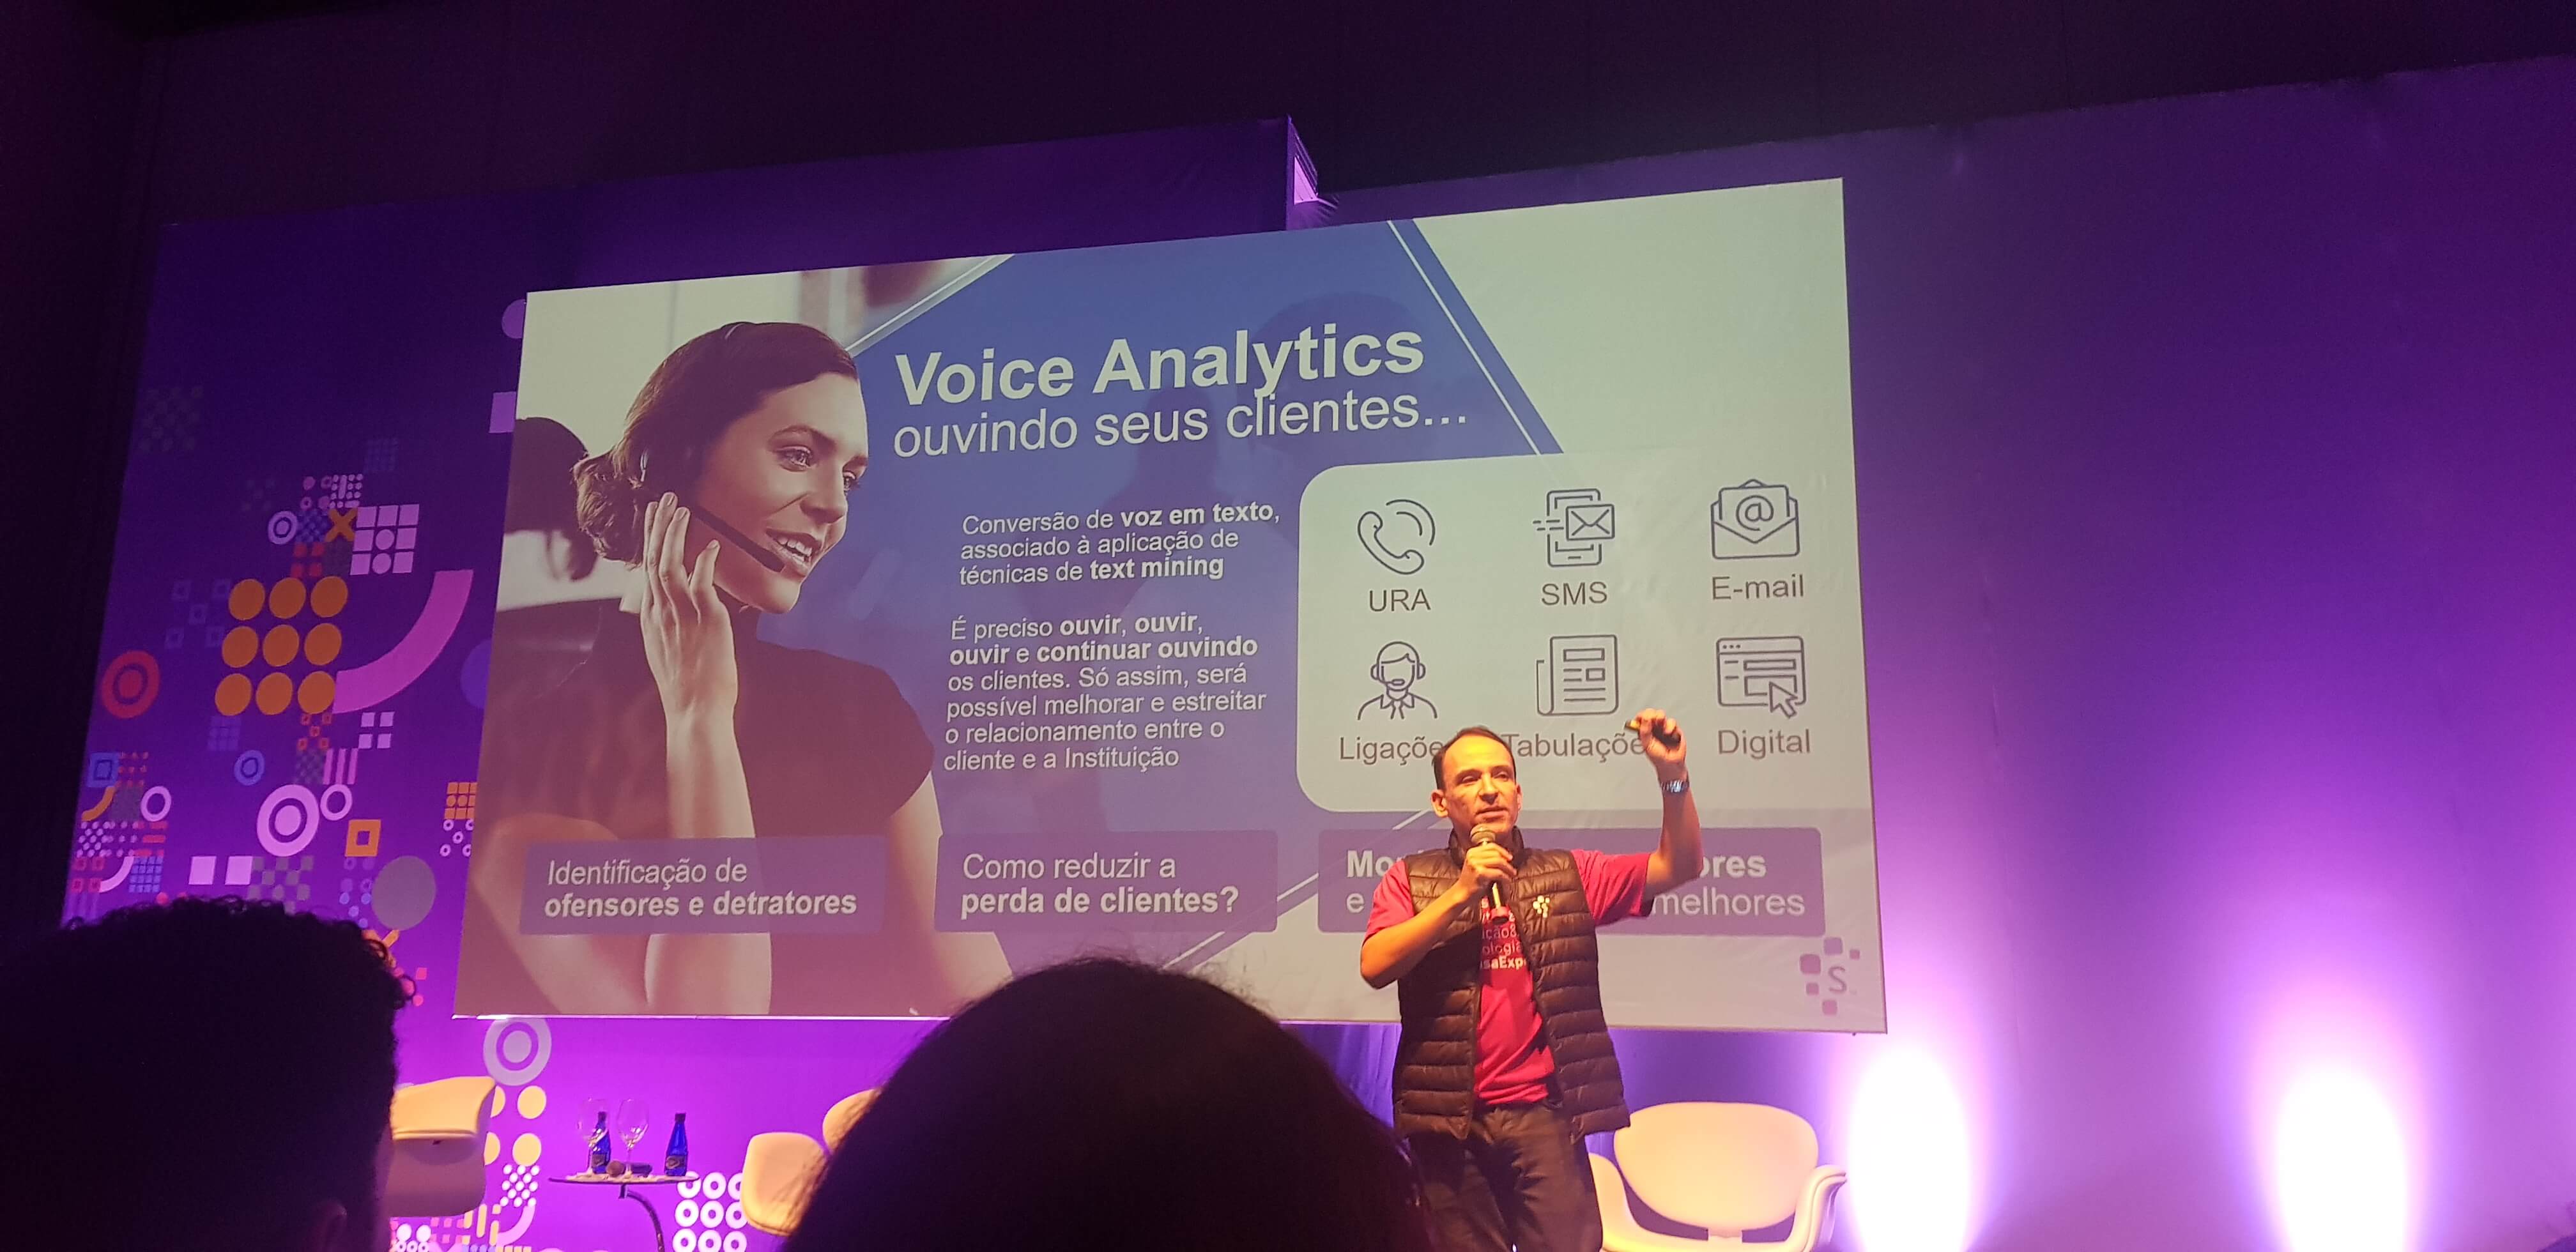 Voice Analytics
ouvindo seus clientes...
Conversão de voz em texto,
associado à aplicação de
técnicas de text mining
É preciso ouvir, ouvir,
ouvir e continuar ouvindo
os clientes. Só assim, será
possível melhorar e estreitar
o relacionamento entre o
cliente e a Instituição
URA
SMS
E-mail
Ligaçõe
Tabulaçõe
Digital
Identificação de
ofensores e detratores
Como reduzir a
perda de clientes?
e
melhores
S